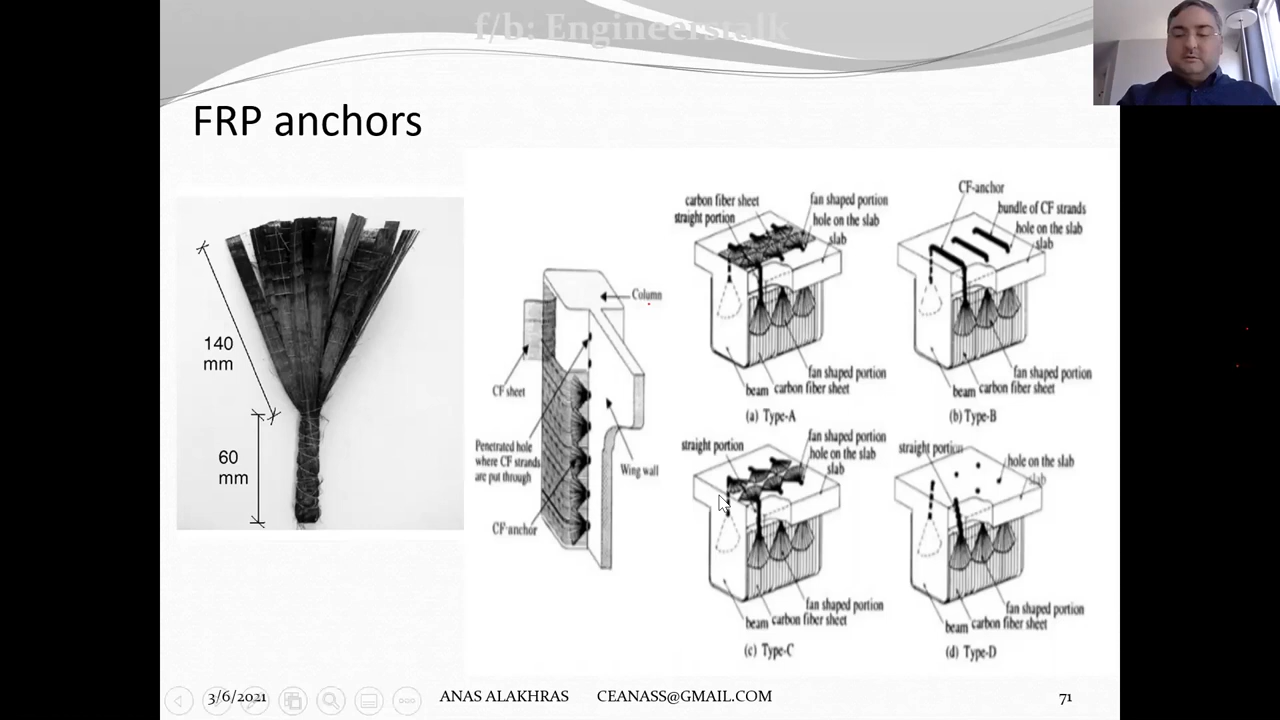 f/b: Engineerstalk
FRP anchors
140
mm
60
mm
Column
CF sheet
Penetrated hole
where CF strands
are put through
Wing wall
CF-anchor
carbon fiber sheet
straight portion
fan shaped portion
hole on the slab
slab
fan shaped portion
beam carbon fiber sheet
(a) Type-A
CF-anchor
bundle of CF strands
hole on the slab
slab
fan shaped portion
beam carbon fiber sheet
(b) Type-B
straight portion
fan shaped portion
hole on the slab
slab
fan shaped portion
beam carbon fiber sheet
(c) Type-C
straight portion
hole on the slab
slab
fan shaped portion
beam carbon fiber sheet
(d) Type-D
3/6/2021
ANAS ALAKHRAS CEANASS@GMAIL.COM
71